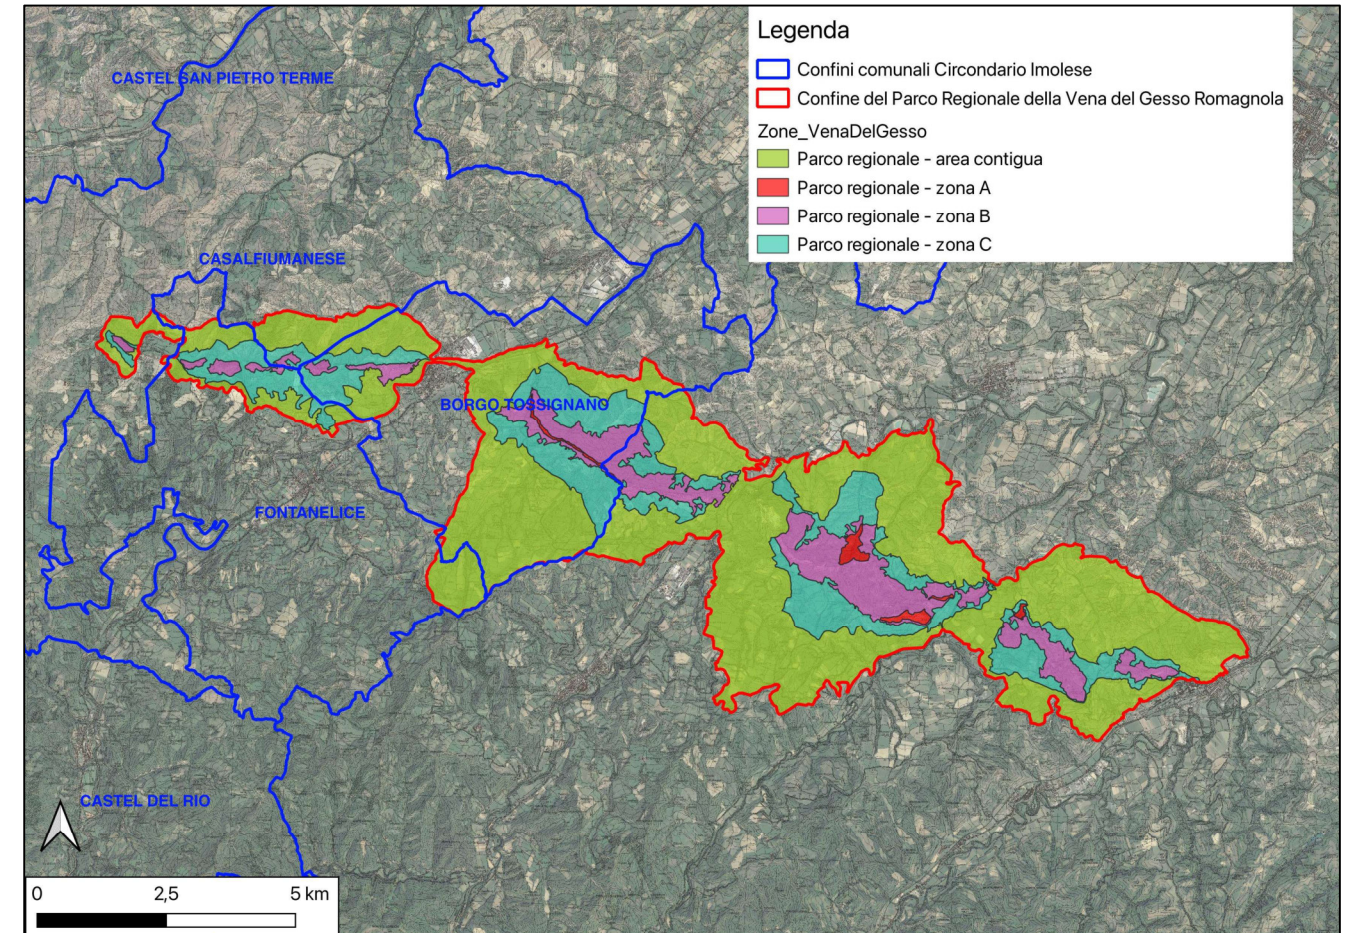 Legenda
Confini comunali Circondario Imolese
Confine del Parco Regionale della Vena del Gesso Romagnola
Zone_VenaDelGesso
Parco regionale - area contigua
Parco regionale - zona A
Parco regionale - zona B
Parco regionale - zona C
CASTEL SAN PIETRO TERME
CASALFIUMANESE
BORGO TOSSIGNANO
FONTANELICE
CASTEL DEL RIO
0 2,5 5 km